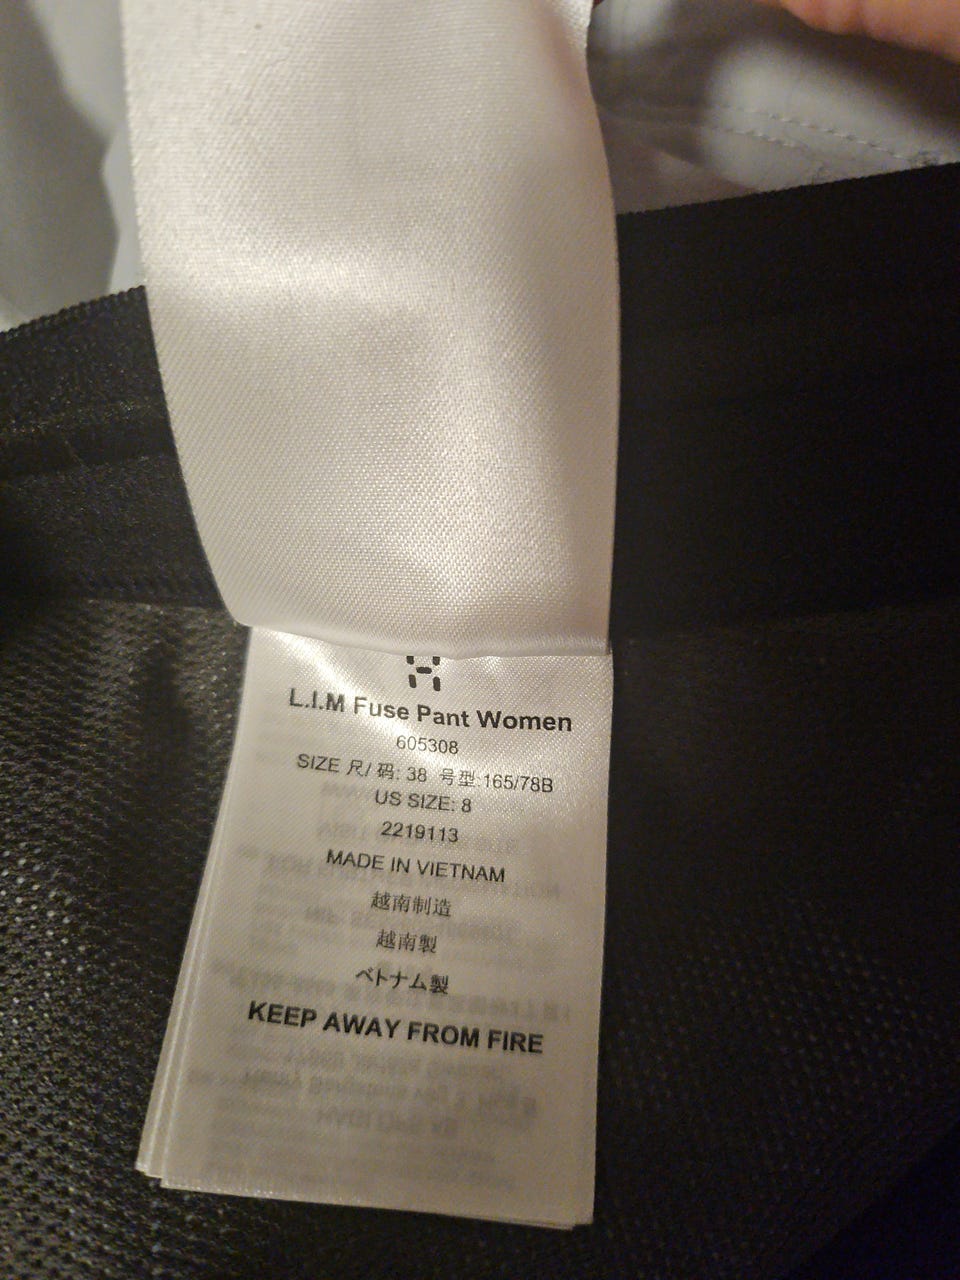 L.I.M Fuse Pant Women
605308
SIZE 尺/ 码: 38 号型:165/78B
US SIZE: 8
2219113
MADE IN VIETNAM
越南制造
越南製
ベトナム製
KEEP AWAY FROM FIRE